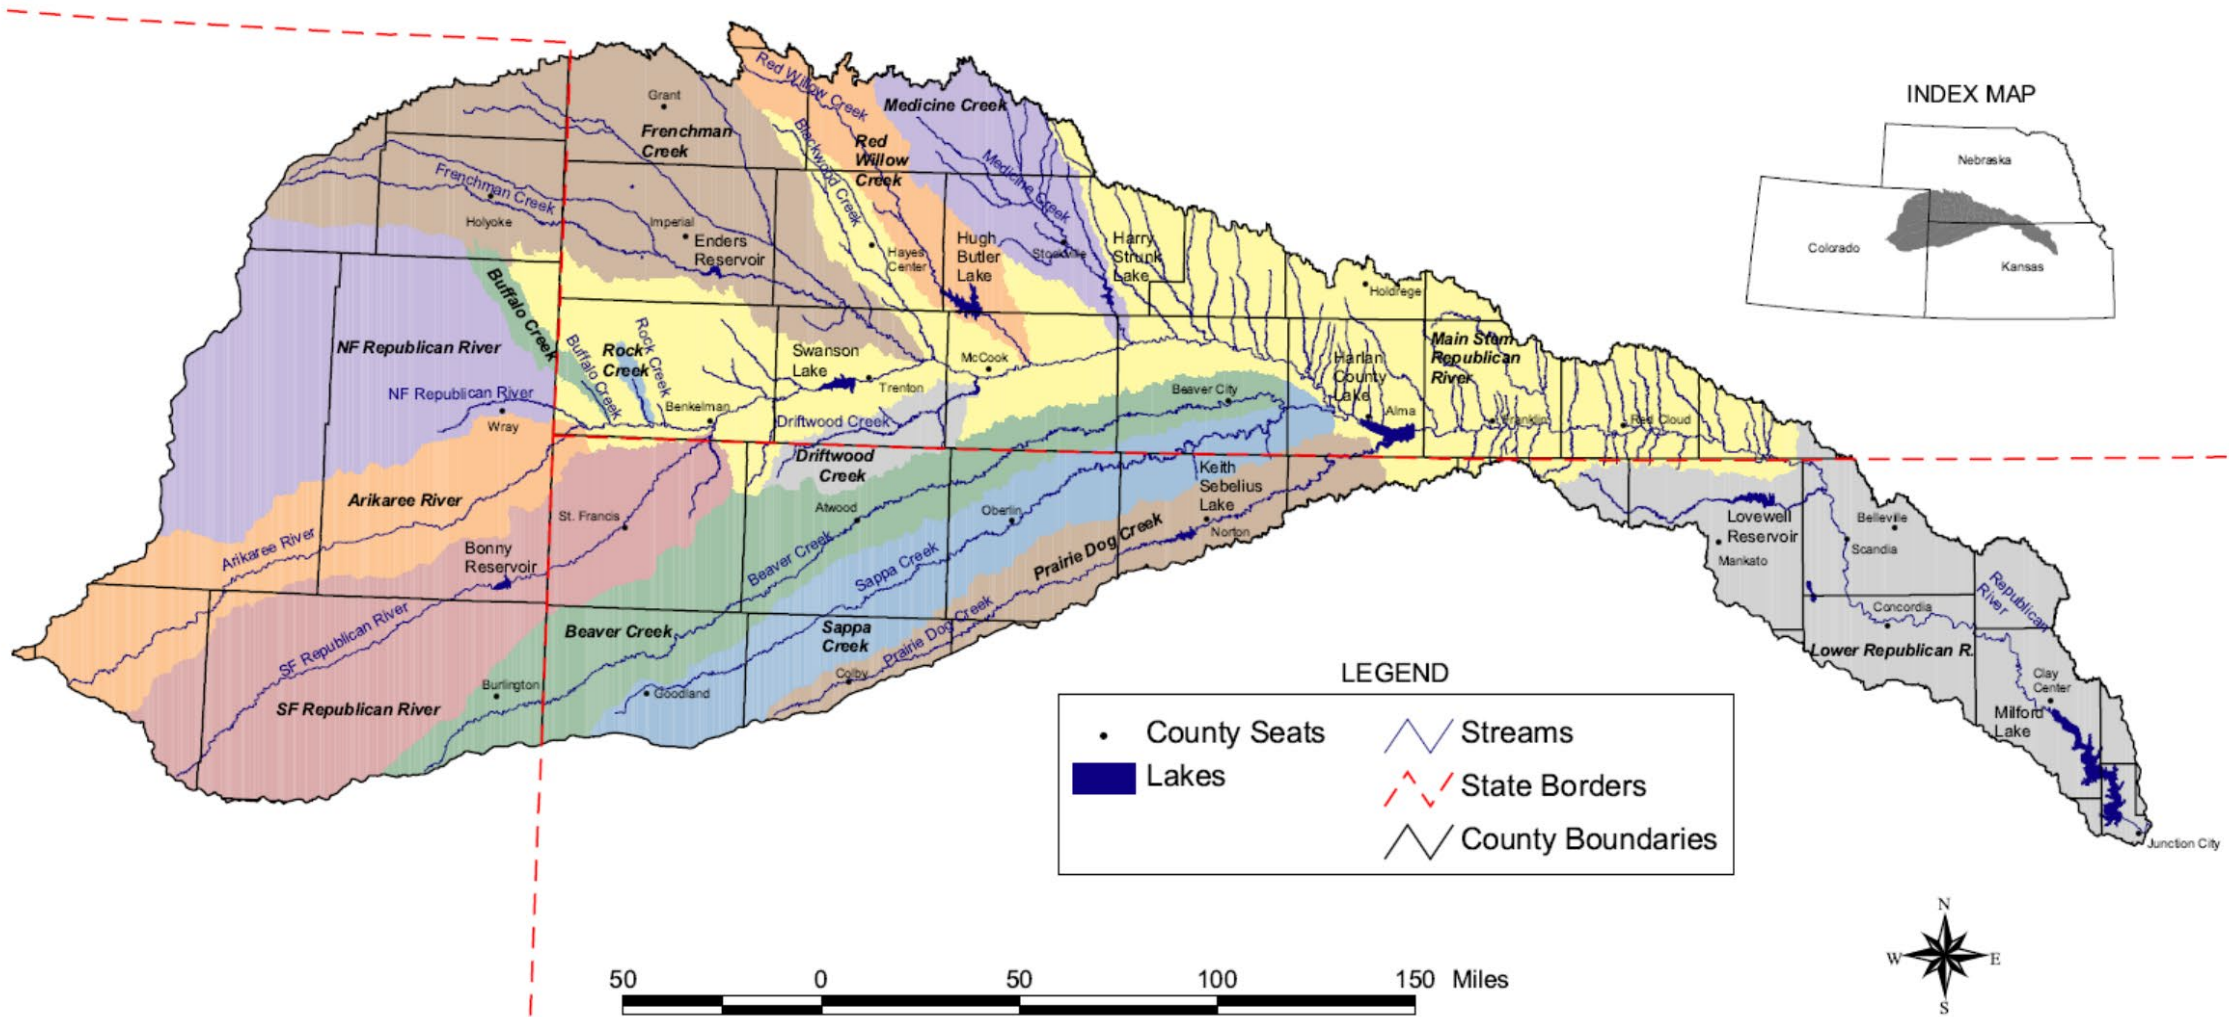 Red Willow Creek
Grant
Medicine Creek
INDEX MAP
Nebraska
Colorado
Kansas
Frenchman
Creek
Blackwood Creek
Red
Willow
Creek
Medicine Creek
Frenchman Creek
Holyoke
Imperial
Enders
Reservoir
Hayes
Center
Hugh
Butler
Lake
Stockville
Harry
Strunk
Lake
Holdrege
Buffalo Creek
NF Republican River
Buffalo Creek
Rock
Creek
Rock Creek
Swanson
Lake
Trenton
McCook
Harlan
County
Lake
Main Stem
Republican
River
NF Republican River
Wray
Benkelman
Driftwood Creek
Beaver City
Alma
Franklin
Red Cloud
Driftwood
Creek
Arikaree River
Arikaree River
St. Francis
Bonny
Reservoir
Atwood
Beaver Creek
Oberlin
Sappa Creek
Keith
Sebelius
Lake
Norton
Prairie Dog Creek
Lovewell
Reservoir
Mankato
Belleville
Scandia
Republican
River
Concordia
SF Republican River
Beaver Creek
Sappa
Creek
Prairie Dog Creek
Lower Republican R.
Clay
Center
Milford
Lake
Burlington
Goodland
Colby
SF Republican River
Junction City
LEGEND
County Seats
Lakes
Streams
State Borders
County Boundaries
50 0 50 100 150 Miles
N
W E
S